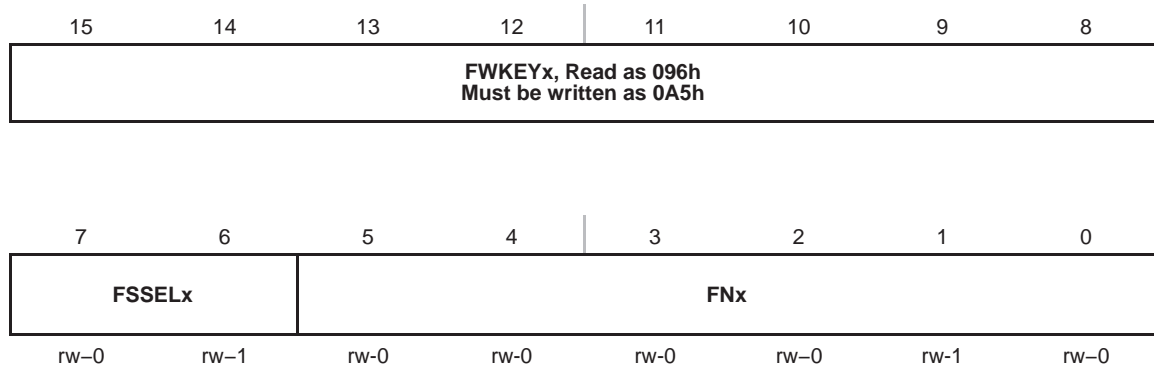 15 14 13 12 11 10 9 8
FWKEYx, Read as 096h
Must be written as 0A5h
7 6 5 4 3 2 1 0
FSSELx FNx
rw–0 rw–1 rw-0 rw-0 rw-0 rw–0 rw-1 rw–0